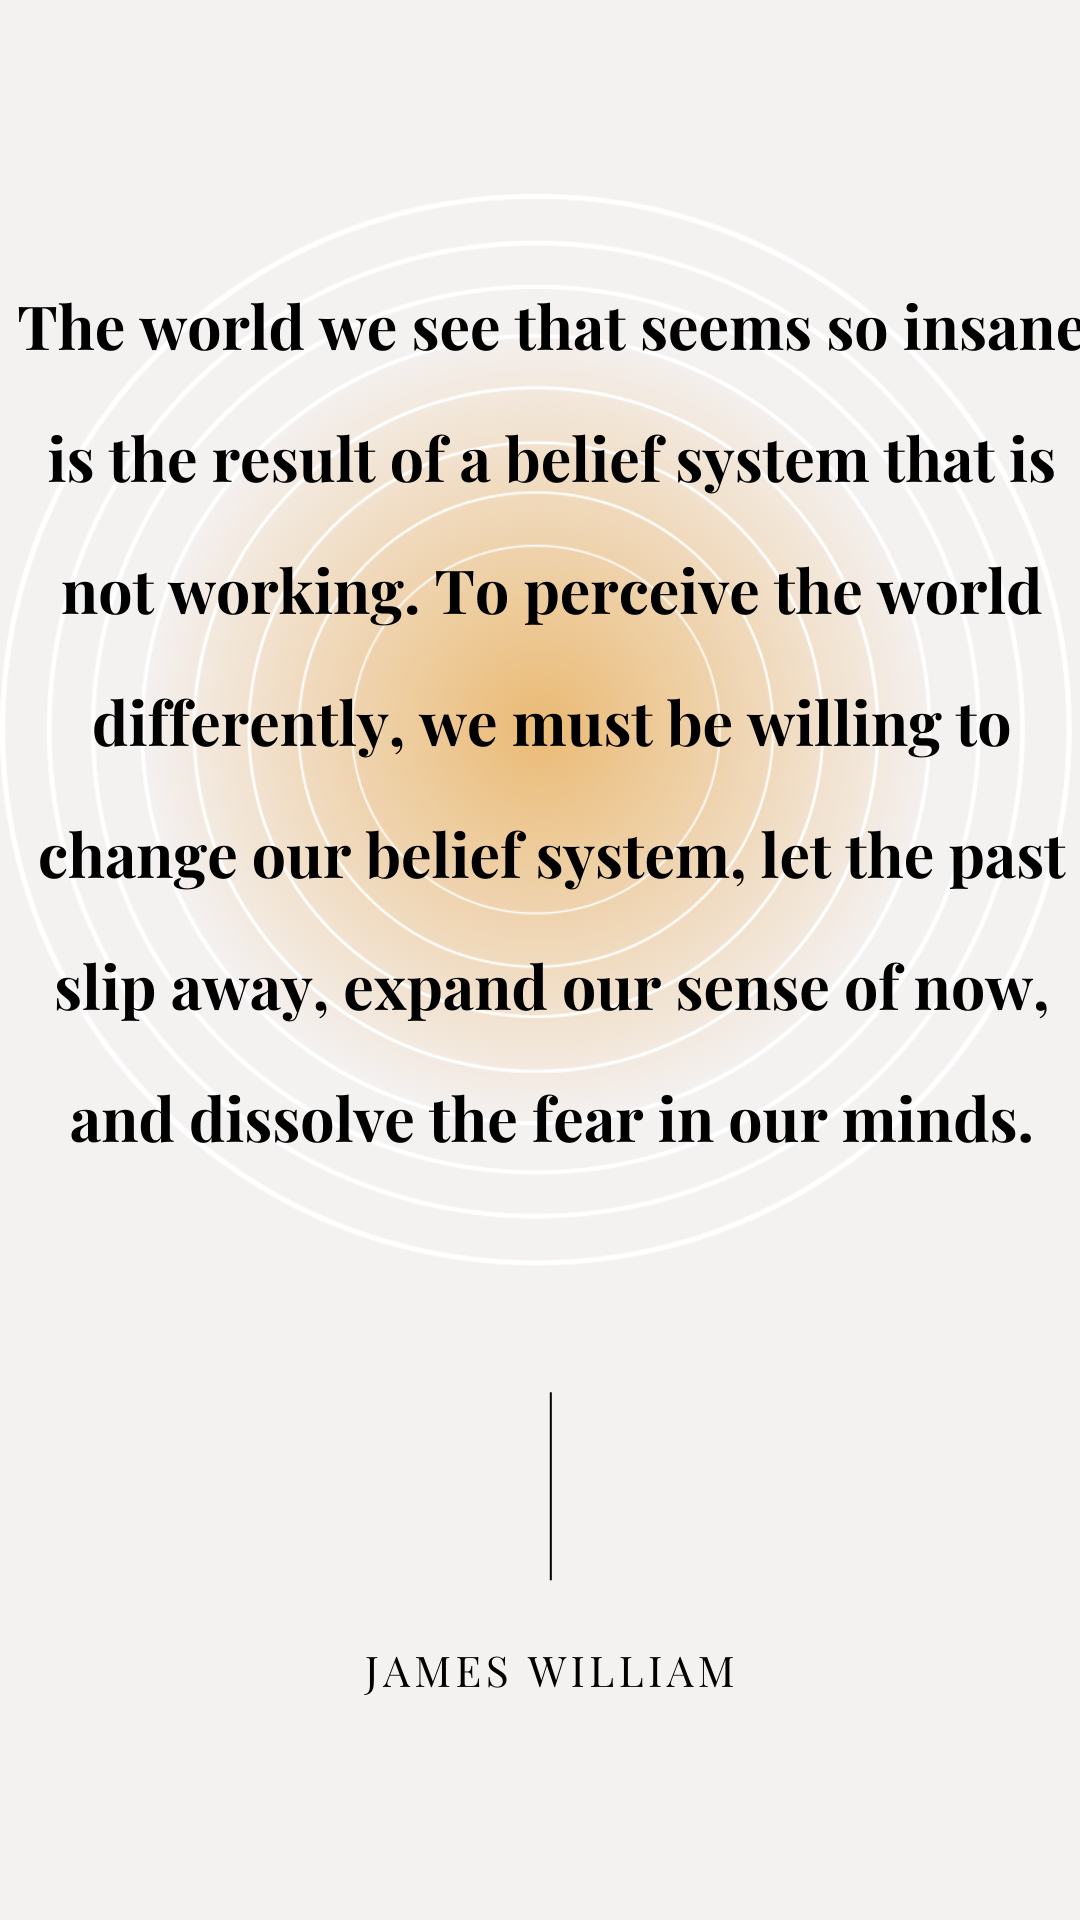 The world we see that seems so insane
is the result of a belief system that is
not working. To perceive the world
differently, we must be willing to
change our belief system, let the past
slip away, expand our sense of now,
and dissolve the fear in our minds.
JAMES WILLIAM